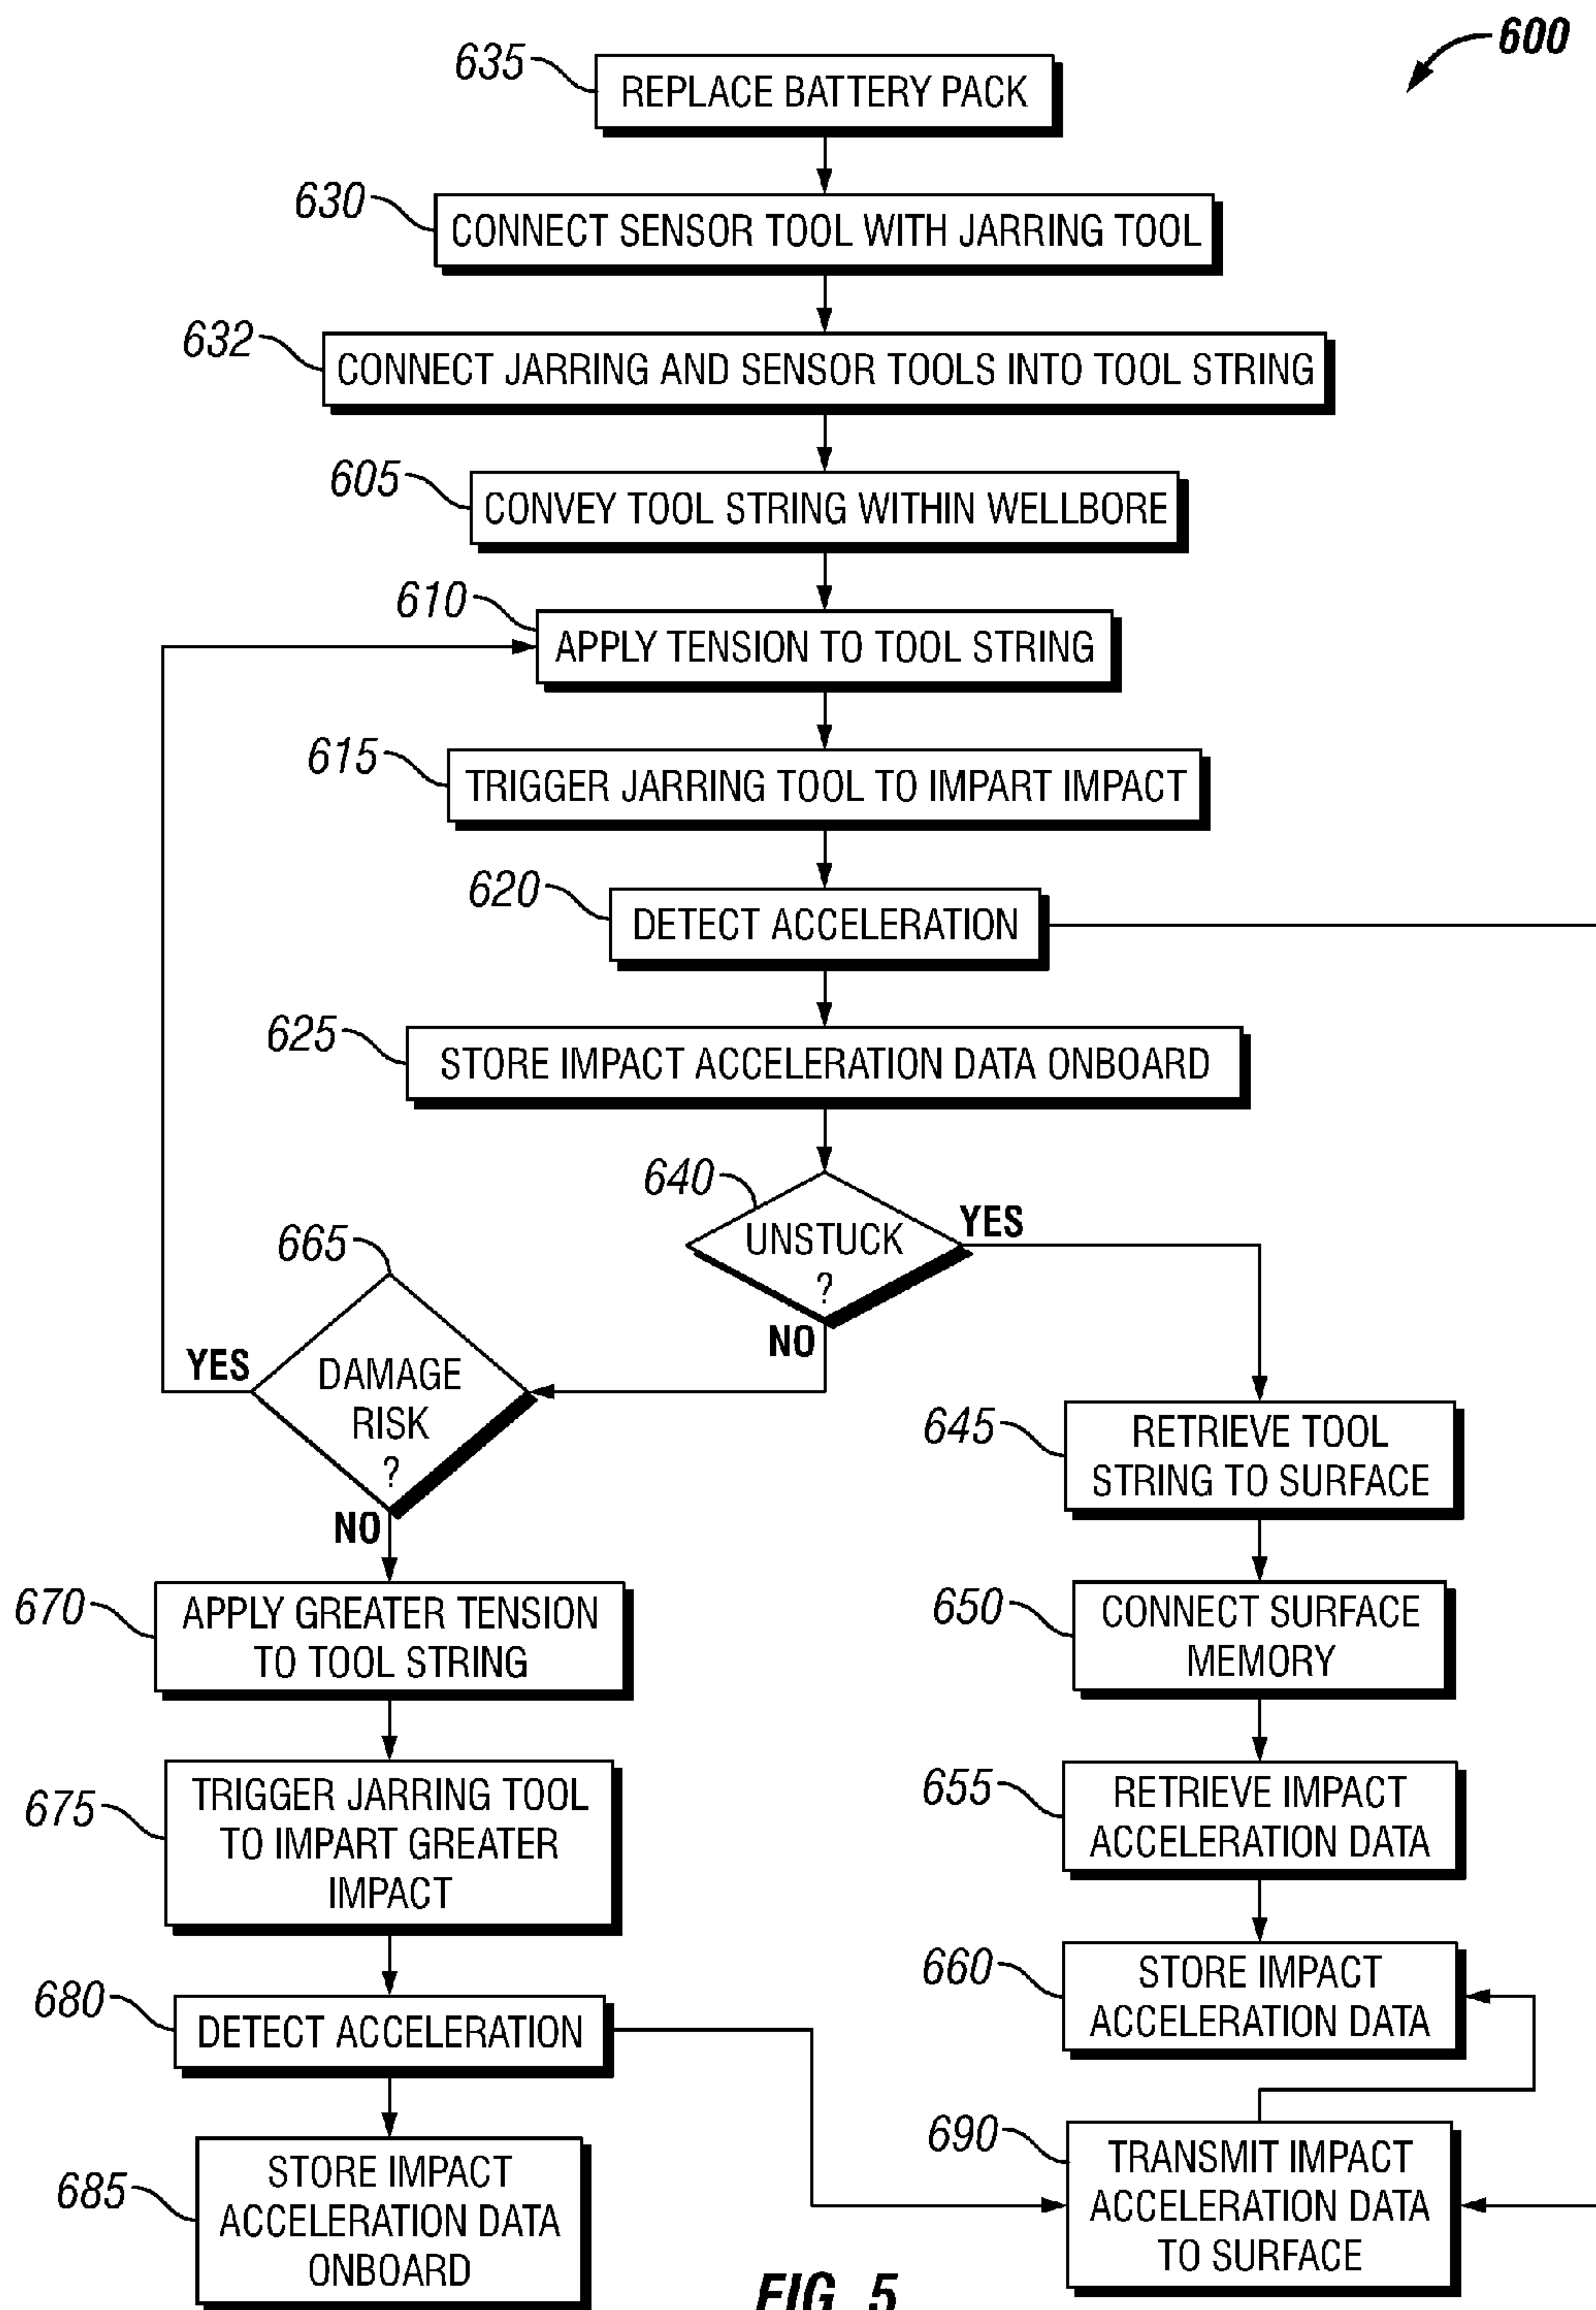 600
635
REPLACE BATTERY PACK
630
CONNECT SENSOR TOOL WITH JARRING TOOL
632
CONNECT JARRING AND SENSOR TOOLS INTO TOOL STRING
605
CONVEY TOOL STRING WITHIN WELLBORE
610
APPLY TENSION TO TOOL STRING
615
TRIGGER JARRING TOOL TO IMPART IMPACT
620
DETECT ACCELERATION
625
STORE IMPACT ACCELERATION DATA ONBOARD
640
UNSTUCK
?
YES
NO
665
DAMAGE
RISK
?
YES
NO
645
RETRIEVE TOOL
STRING TO SURFACE
670
APPLY GREATER TENSION
TO TOOL STRING
650
CONNECT SURFACE
MEMORY
675
TRIGGER JARRING TOOL
TO IMPART GREATER
IMPACT
655
RETRIEVE IMPACT
ACCELERATION DATA
680
DETECT ACCELERATION
660
STORE IMPACT
ACCELERATION DATA
685
STORE IMPACT
ACCELERATION DATA
ONBOARD
690
TRANSMIT IMPACT
ACCELERATION DATA
TO SURFACE
FIG. 5